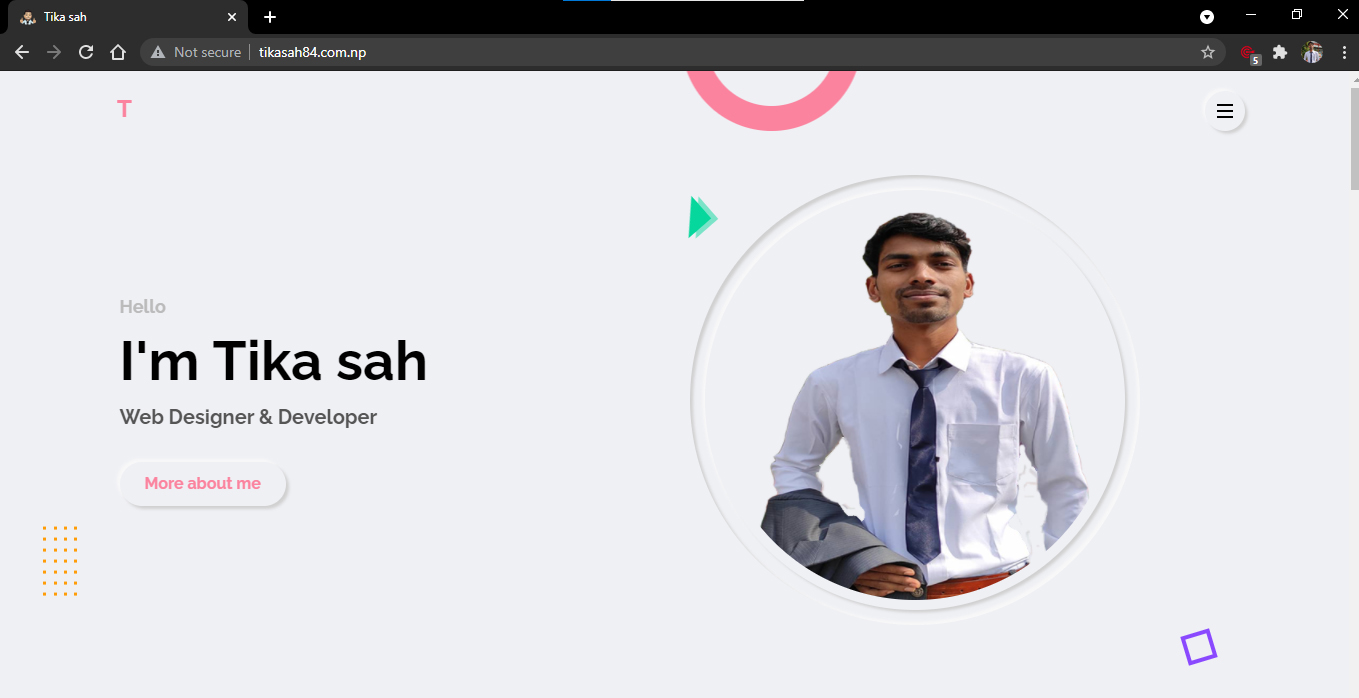 Tika sah
Not secure
tikasah84.com.np
5
T
Hello
I'm Tika sah
Web Designer & Developer
More about me